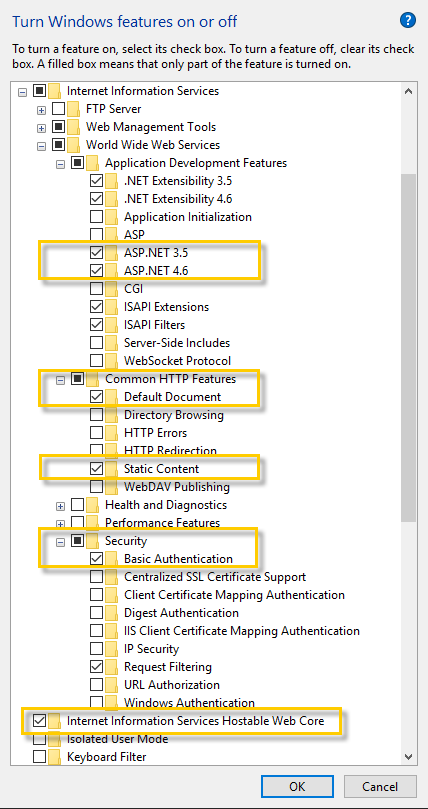 Turn Windows features on or off
?
To turn a feature on, select its check box. To turn a feature off, clear its check
box. A filled box means that only part of the feature is turned on.
Internet Information Services
FTP Server
Web Management Tools
World Wide Web Services
Application Development Features
.NET Extensibility 3.5
.NET Extensibility 4.6
Application Initialization
ASP
ASP.NET 3.5
ASP.NET 4.6
CGI
ISAPI Extensions
ISAPI Filters
Server-Side Includes
WebSocket Protocol
Common HTTP Features
Default Document
Directory Browsing
HTTP Errors
HTTP Redirection
Static Content
WebDAV Publishing
Health and Diagnostics
Performance Features
Security
Basic Authentication
Centralized SSL Certificate Support
Client Certificate Mapping Authentication
Digest Authentication
IIS Client Certificate Mapping Authentication
IP Security
Request Filtering
URL Authorization
Windows Authentication
Internet Information Services Hostable Web Core
Isolated User Mode
Keyboard Filter
OK Cancel